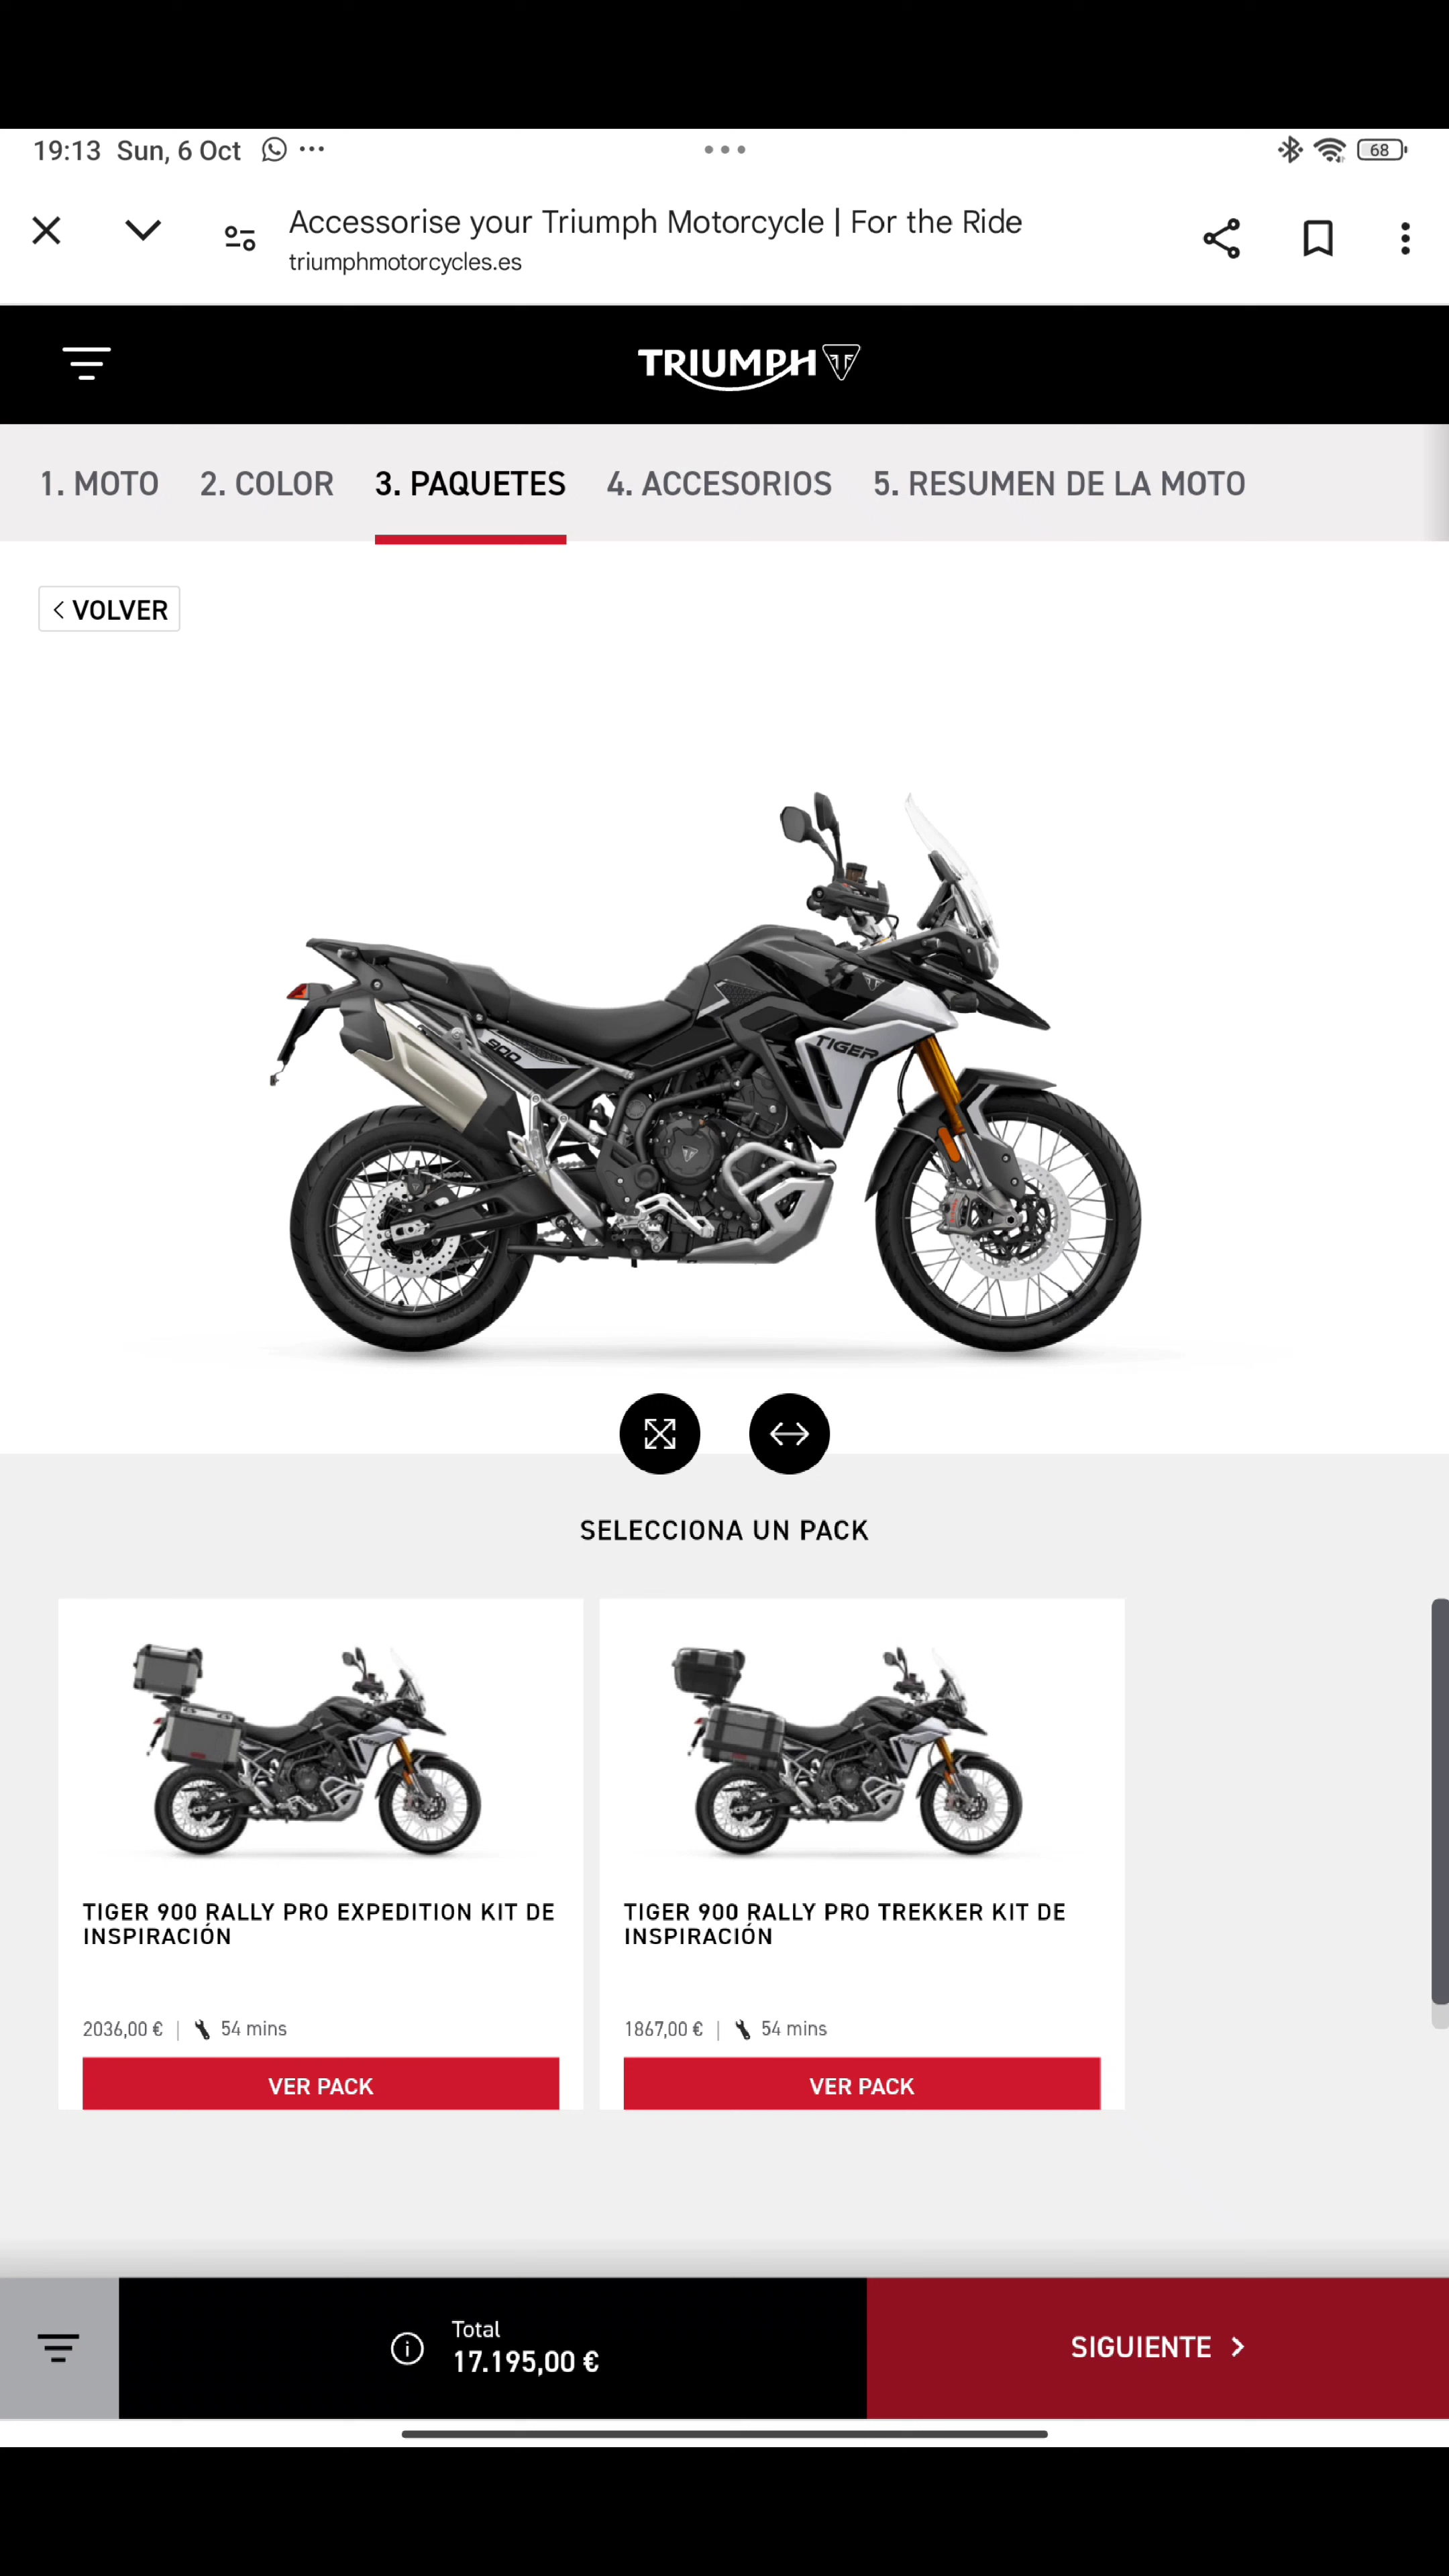 19:13 Sun, 6 Oct
68
Accessorise your Triumph Motorcycle | For the Ride
triumphmotorcycles.es
TRIUMPH
1. MOTO 2. COLOR 3. PAQUETES 4. ACCESORIOS 5. RESUMEN DE LA MOTO
VOLVER
TIGER
900
SELECCIONA UN PACK
TIGER 900 RALLY PRO EXPEDITION KIT DE
INSPIRACIÓN
2036,00 € | 54 mins
VER PACK
TIGER 900 RALLY PRO TREKKER KIT DE
INSPIRACIÓN
1867,00 € | 54 mins
VER PACK
Total
17.195,00 €
SIGUIENTE